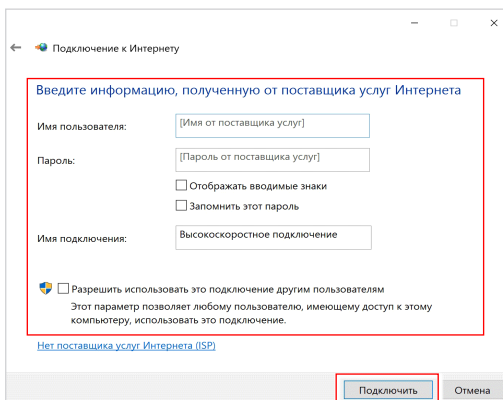 Подключение к Интернету
Введите информацию, полученную от поставщика услуг Интернета
Имя пользователя:
[Имя от поставщика услуг]
Пароль:
[Пароль от поставщика услуг]
Отображать вводимые знаки
Запомнить этот пароль
Имя подключения:
Высокоскоростное подключение
Разрешить использовать это подключение другим пользователям
Этот параметр позволяет любому пользователю, имеющему доступ к этому
компьютеру, использовать это подключение.
Нет поставщика услуг Интернета (ISP)
Подключить
Отмена